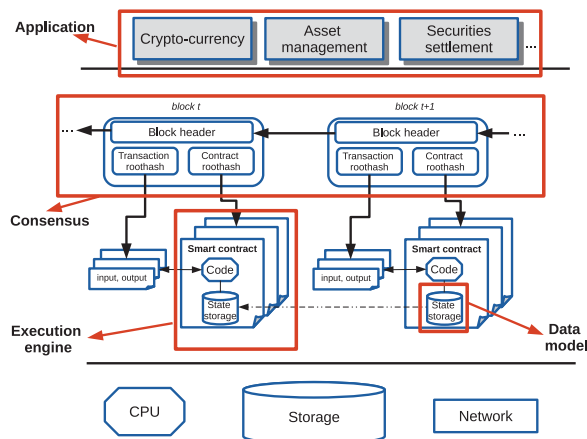 Application
Crypto-currency
Asset
management
Securities
settlement
...
block t
block t+1
...
Block header
Block header
...
Transaction
roothash
Contract
roothash
Transaction
roothash
Contract
roothash
Consensus
Smart contract
Smart contract
input, output
Code
input, output
Code
State
storage
State
storage
Execution
engine
Data
model
CPU
Storage
Network